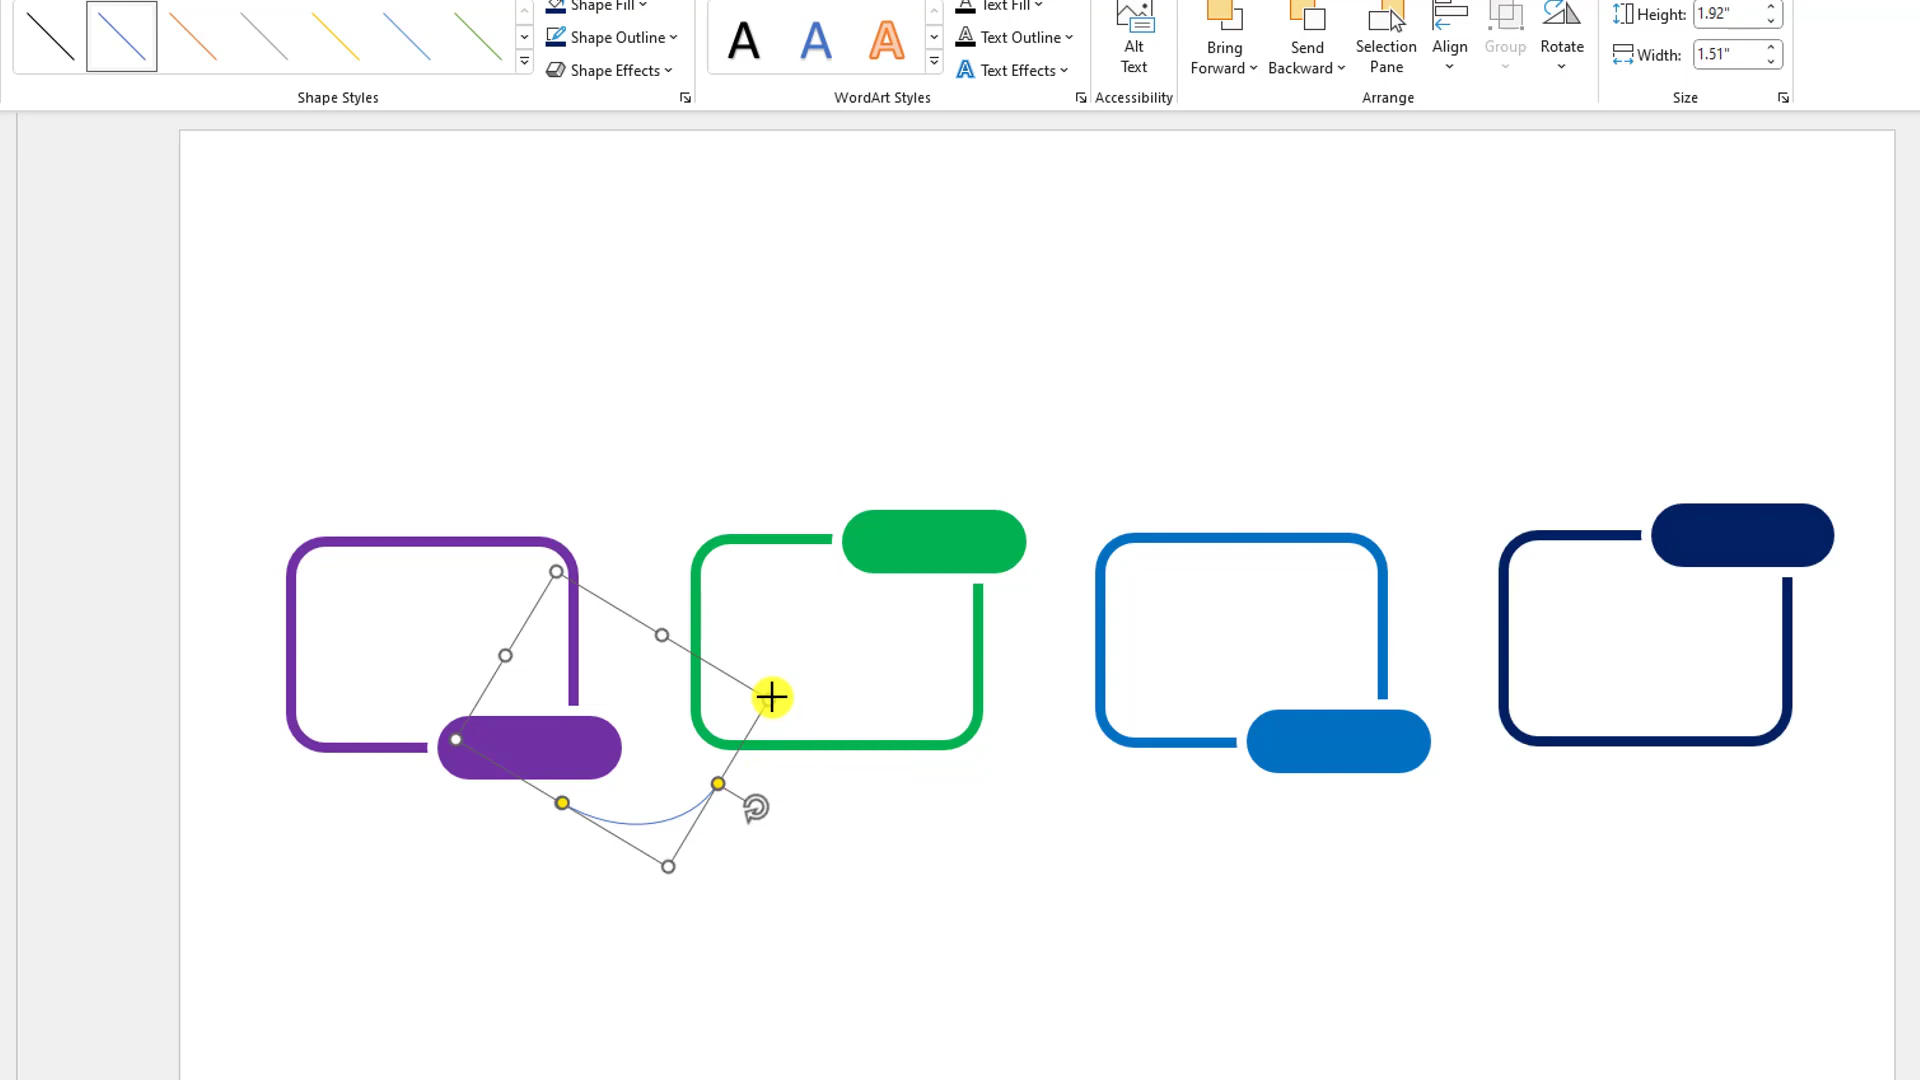 Shape Fill
Shape Outline
Shape Effects
Shape Styles
A A A
Text Fill
Text Outline
A Text Effects
WordArt Styles
Alt Text
Accessibility
Bring Forward
Send Backward
Selection Pane
Align
Group
Rotate
Arrange
Height: 1.92"
Width: 1.51"
Size